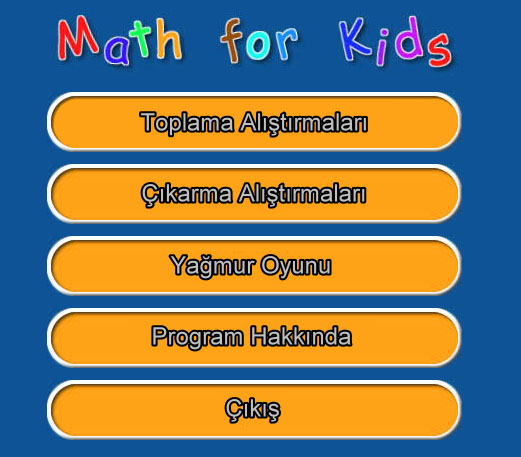 Math for Kids
Toplama Alıştırmaları
Çıkarma Alıştırmaları
Yağmur Oyunu
Program Hakkında
Çıkış